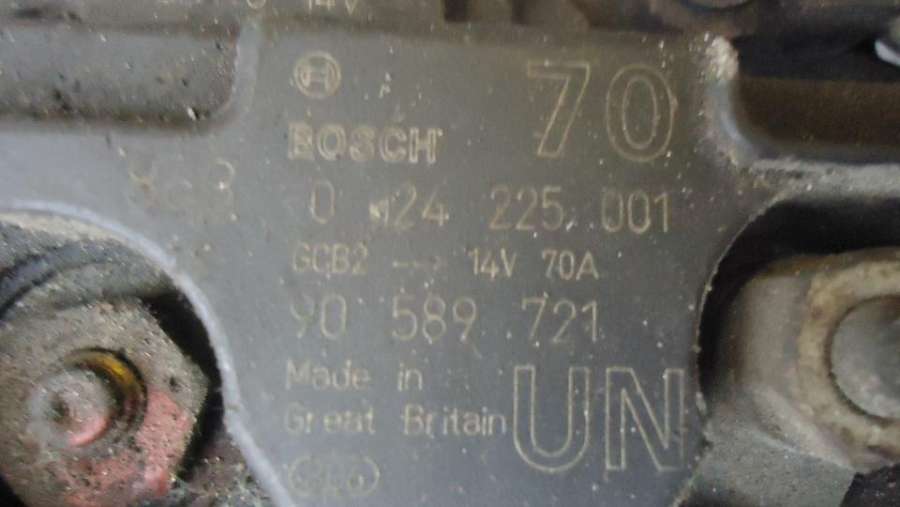 14V
70
BOSCH
0 124 225 001
GCB2 → 14V 70A
90 589 721
Made in
Great Britain
UN